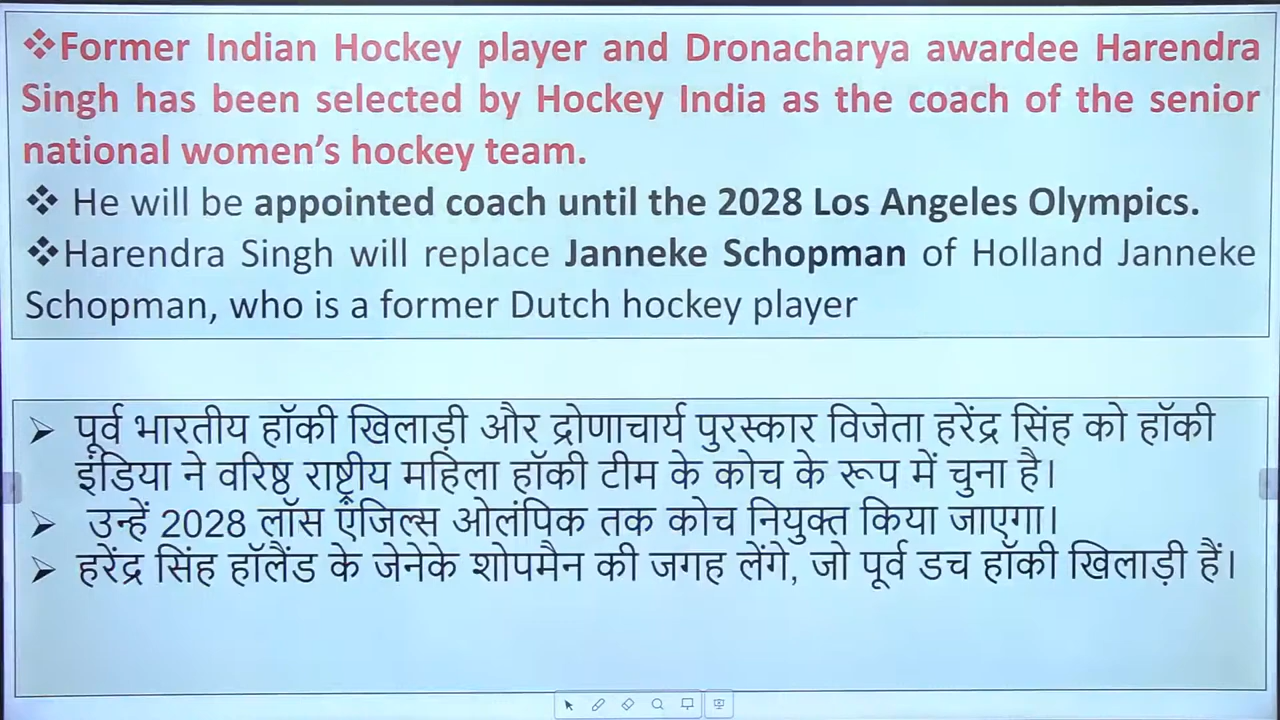 ❖Former Indian Hockey player and Dronacharya awardee Harendra
Singh has been selected by Hockey India as the coach of the senior
national women’s hockey team.
❖ He will be appointed coach until the 2028 Los Angeles Olympics.
❖Harendra Singh will replace Janneke Schopman of Holland Janneke
Schopman, who is a former Dutch hockey player
➢ पूर्व भारतीय हॉकी खिलाड़ी और द्रोणाचार्य पुरस्कार विजेता हरेंद्र सिंह को हॉकी
इंडिया ने वरिष्ठ राष्ट्रीय महिला हॉकी टीम के कोच के रूप में चुना है।
➢ उन्हें 2028 लॉस एंजिल्स ओलंपिक तक कोच नियुक्त किया जाएगा।
➢ हरेंद्र सिंह हॉलैंड के जेनेके शोपमैन की जगह लेंगे, जो पूर्व डच हॉकी खिलाड़ी हैं।